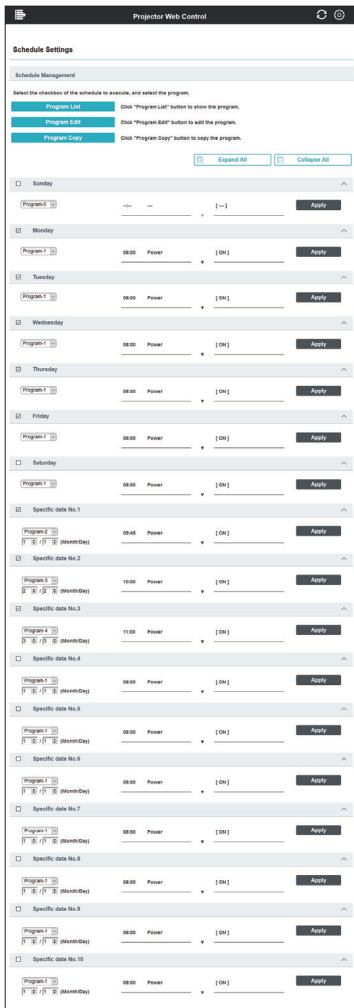 Projector Web Control
Schedule Settings
Schedule Management
Select the checkbox of the schedule to execute, and select the program.
Program List Click "Program List" button to show the program.
Program Edit Click "Program Edit" button to edit the program.
Program Copy Click "Program Copy" button to copy the program.
Expand All Collapse All
Sunday
Program-5 --:-- --- [ --- ] Apply
Monday
Program-1 08:00 Power [ ON ] Apply
Tuesday
Program-1 08:00 Power [ ON ] Apply
Wednesday
Program-1 08:00 Power [ ON ] Apply
Thursday
Program-1 08:00 Power [ ON ] Apply
Friday
Program-1 08:00 Power [ ON ] Apply
Saturday
Program-1 08:00 Power [ ON ] Apply
Specific date No.1
Program-2 09:45 Power [ ON ] Apply
1 / 1 (Month/Day)
Specific date No.2
Program-3 10:00 Power [ ON ] Apply
2 / 2 (Month/Day)
Specific date No.3
Program-4 11:00 Power [ ON ] Apply
3 / 3 (Month/Day)
Specific date No.4
Program-1 08:00 Power [ ON ] Apply
1 / 1 (Month/Day)
Specific date No.5
Program-1 08:00 Power [ ON ] Apply
1 / 1 (Month/Day)
Specific date No.6
Program-1 08:00 Power [ ON ] Apply
1 / 1 (Month/Day)
Specific date No.7
Program-1 08:00 Power [ ON ] Apply
1 / 1 (Month/Day)
Specific date No.8
Program-1 08:00 Power [ ON ] Apply
1 / 1 (Month/Day)
Specific date No.9
Program-1 08:00 Power [ ON ] Apply
1 / 1 (Month/Day)
Specific date No.10
Program-1 08:00 Power [ ON ] Apply
1 / 1 (Month/Day)